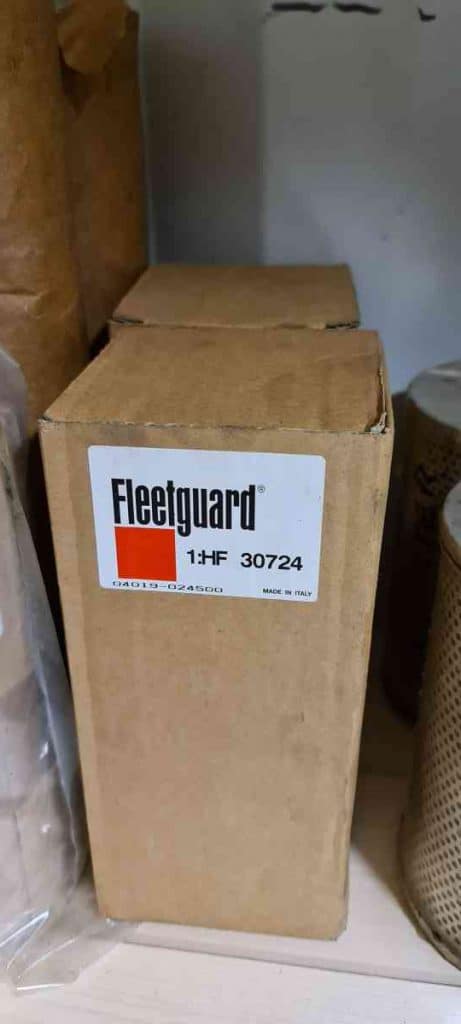 Fleetguard®
1:HF 30724
04019-024500
MADE IN ITALY